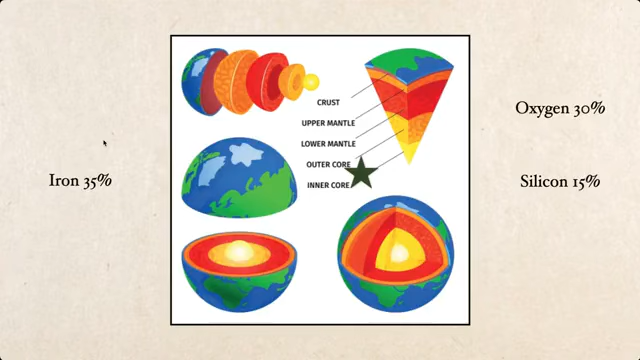 Iron 35%
CRUST
UPPER MANTLE
LOWER MANTLE
OUTER CORE
INNER CORE
Oxygen 30%
Silicon 15%